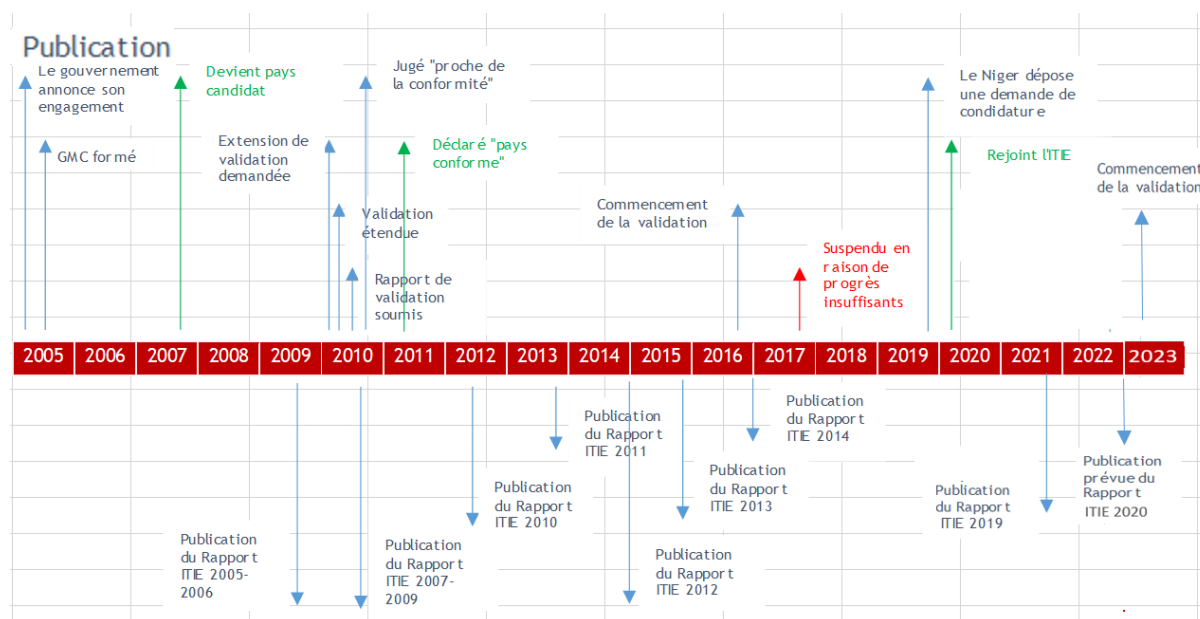 Publication
Le gouvernement
annonce son
engagement
GMC formé
Devient pays
candidat
Extension de
validation
demandée
Validation
étendue
Rapport de
validation
soumis
Jugé "proche de
la conformité"
Déclaré "pays
conforme"
Commencement
de la validation
Suspendu en
raison de
progrès
insuffisants
Le Niger dépose
une demande de
condidature
Rejoint l'ITIE
Commencement
de la validation
2005 2006 2007 2008 2009 2010 2011 2012 2013 2014 2015 2016 2017 2018 2019 2020 2021 2022 2023
Publication
du Rapport
ITIE 2005-
2006
Publication
du Rapport
ITIE 2007-
2009
Publication
du Rapport
ITIE 2010
Publication
du Rapport
ITIE 2011
Publication
du Rapport
ITIE 2012
Publication
du Rapport
ITIE 2013
Publication
du Rapport
ITIE 2014
Publication
du Rapport
ITIE 2019
Publication
prévue du
Rapport
ITIE 2020